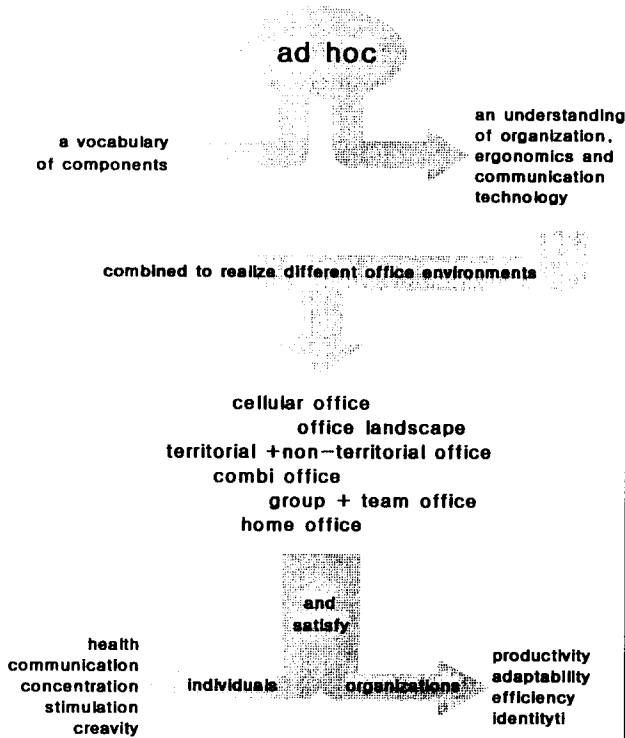 ad hoc
a vocabulary
of components
an understanding
of organization,
ergonomics and
communication
technology
combined to realize different office environments
cellular office
office landscape
territorial +non-territorial office
combi office
group + team office
home office
and
satisfy
health
communication
concentration
stimulation
creavity
individuals
organizations
productivity
adaptability
efficiency
identityti